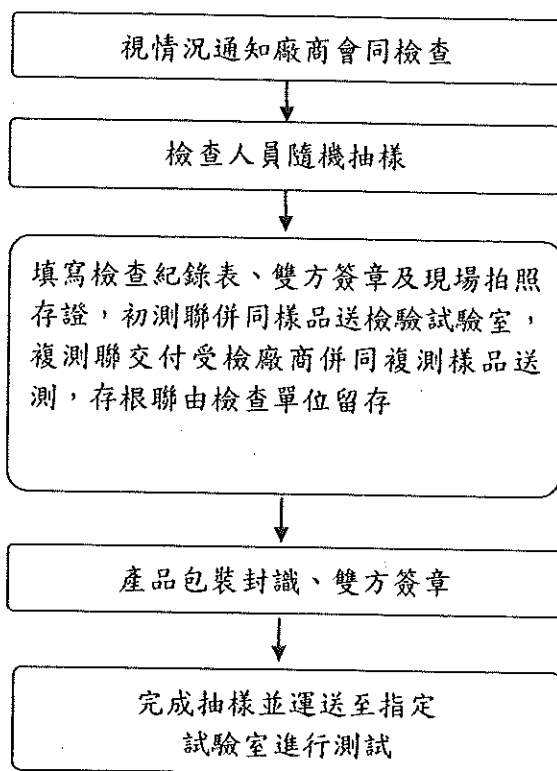 視情況通知廠商會同檢查
檢查人員隨機抽樣
填寫檢查紀錄表、雙方簽章及現場拍照
存證，初測聯併同樣品送檢驗試驗室，
複測聯交付受檢廠商併同複測樣品送
測，存根聯由檢查單位留存
產品包裝封識、雙方簽章
完成抽樣並運送至指定
試驗室進行測試